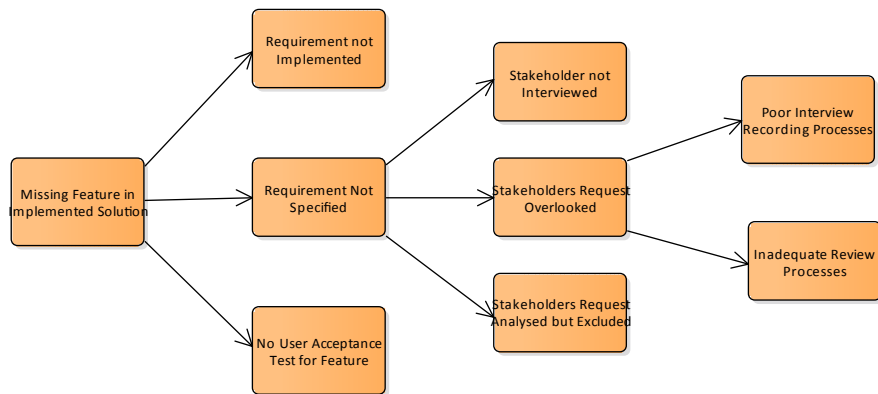 Requirement not
Implemented
Stakeholder not
Interviewed
Poor Interview
Recording Processes
Missing Feature in
Implemented Solution
Requirement Not
Specified
Stakeholders Request
Overlooked
Inadequate Review
Processes
Stakeholders Request
Analysed but Excluded
No User Acceptance
Test for Feature